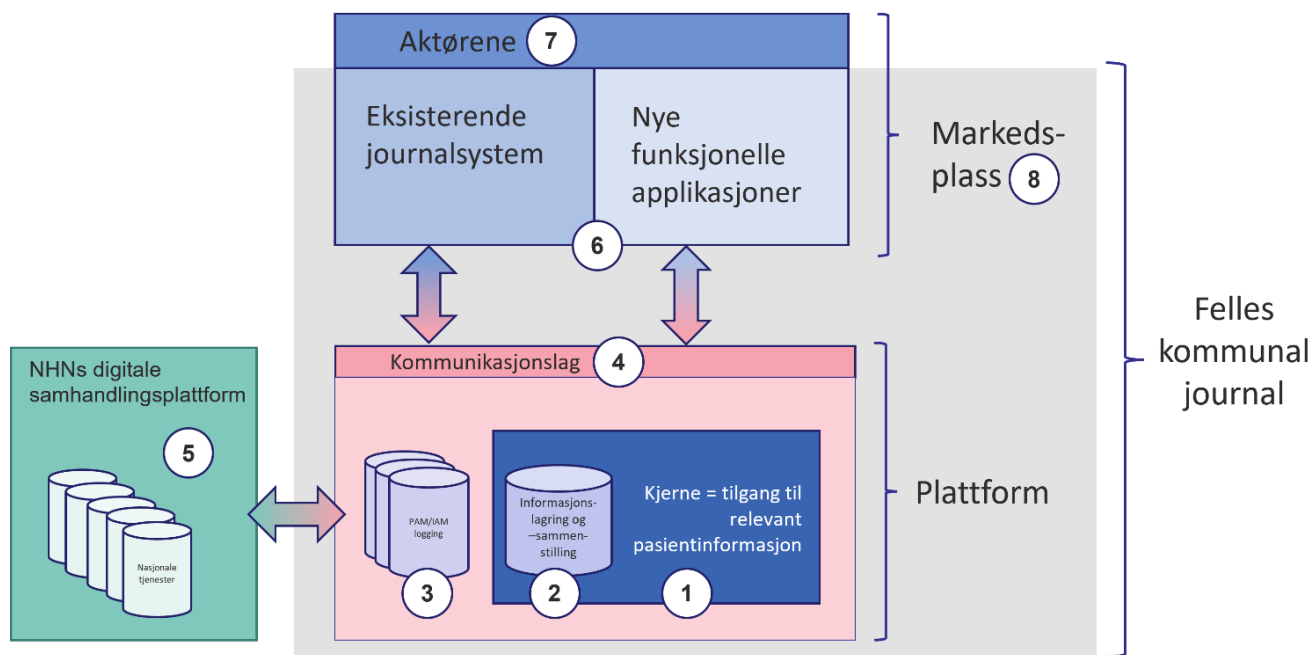 Aktørene
7
Eksisterende
journalsystem
Nye
funksjonelle
applikasjoner
6
Markeds-
plass
8
Felles
kommunal
journal
Kommunikasjonslag
4
NHNs digitale
samhandlingsplattform
5
Nasjonale
tjenester
PAM/IAM
logging
3
Informasjons-
lagring og
–sammen-
stilling
2
Kjerne = tilgang til
relevant
pasientinformasjon
1
Plattform